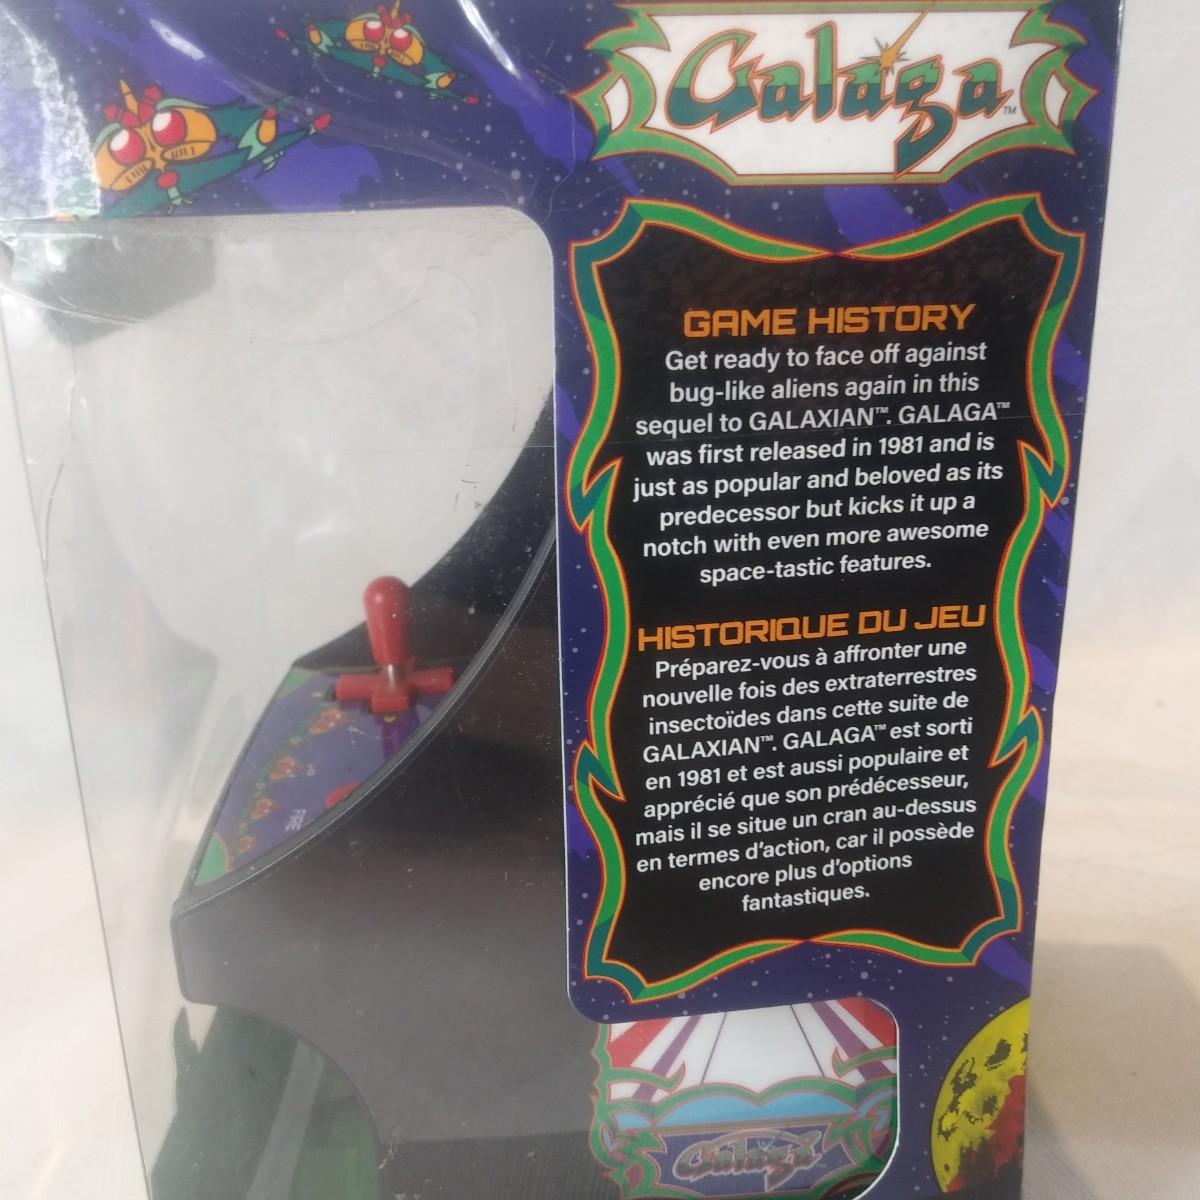 Galaga™
GAME HISTORY
Get ready to face off against
bug-like aliens again in this
sequel to GALAXIAN™. GALAGA™
was first released in 1981 and is
just as popular and beloved as its
predecessor but kicks it up a
notch with even more awesome
space-tastic features.
HISTORIQUE DU JEU
Préparez-vous à affronter une
nouvelle fois des extraterrestres
insectoïdes dans cette suite de
GALAXIAN™. GALAGA™ est sorti
en 1981 et est aussi populaire et
apprécié que son prédécesseur,
mais il se situe un cran au-dessus
en termes d'action, car il possède
encore plus d'options
fantastiques.
FIRE
Galaga™